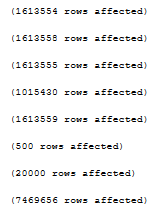 (1613554 rows affected)
(1613558 rows affected)
(1613555 rows affected)
(1015430 rows affected)
(1613559 rows affected)
(500 rows affected)
(20000 rows affected)
(7469656 rows affected)